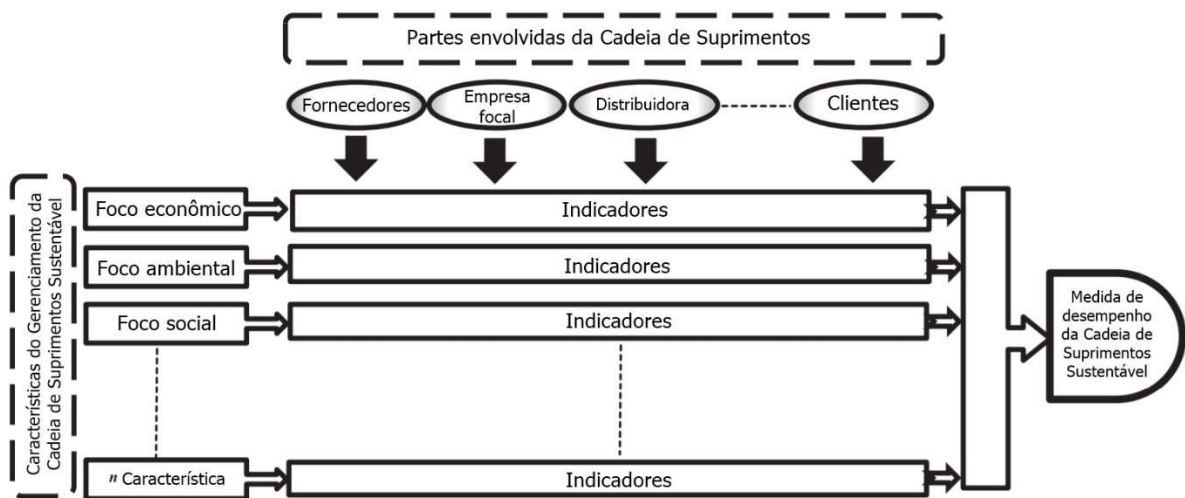 Partes envolvidas da Cadeia de Suprimentos
Fornecedores
Empresa
focal
Distribuidora
Clientes
Características do Gerenciamento da
Cadeia de Suprimentos Sustentável
Foco econômico
Indicadores
Foco ambiental
Indicadores
Foco social
Indicadores
n Característica
Indicadores
Medida de
desempenho
da Cadeia de
Suprimentos
Sustentável